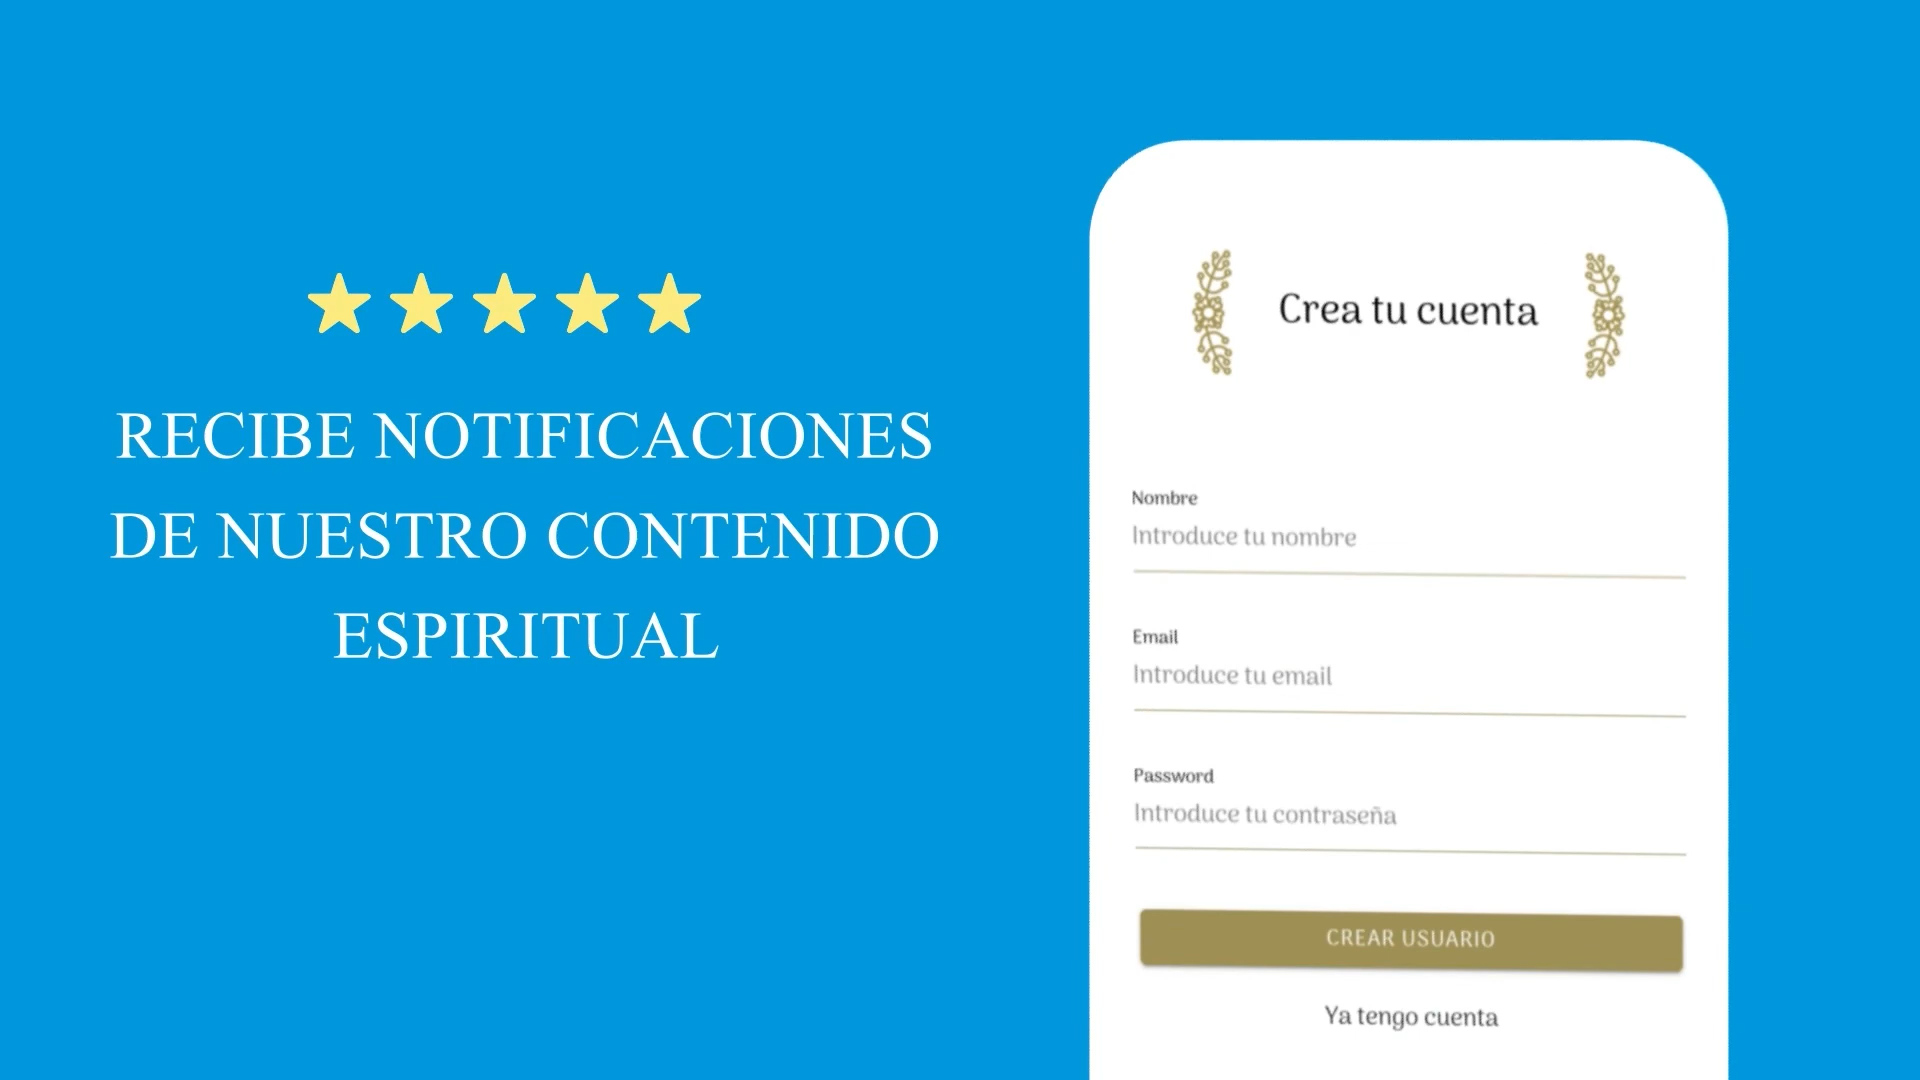 RECIBE NOTIFICACIONES
DE NUESTRO CONTENIDO
ESPIRITUAL
Crea tu cuenta
Nombre
Introduce tu nombre
Email
Introduce tu email
Password
Introduce tu contraseña
CREAR USUARIO
Ya tengo cuenta